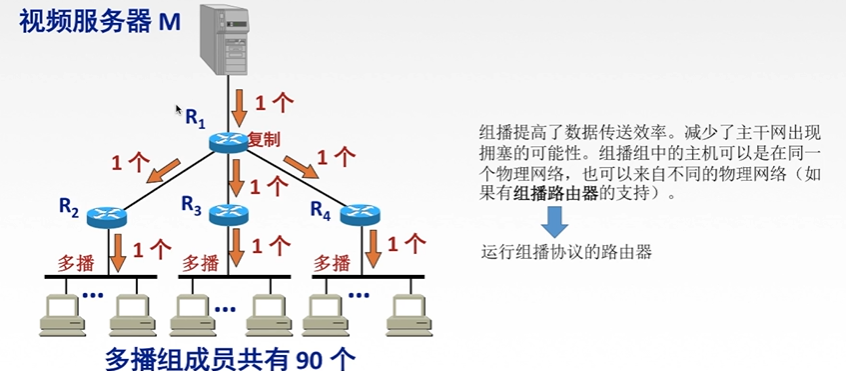 视频服务器 M
1 个
R1
复制
1 个
1 个
1 个
R2
R3
R4
多播
1 个
多播
1 个
多播
1 个
...
...
...
多播组成员共有 90 个
组播提高了数据传送效率。减少了主干网出现
拥塞的可能性。组播组中的主机可以是在同一
个物理网络，也可以来自不同的物理网络（如
果有组播路由器的支持）。
运行组播协议的路由器